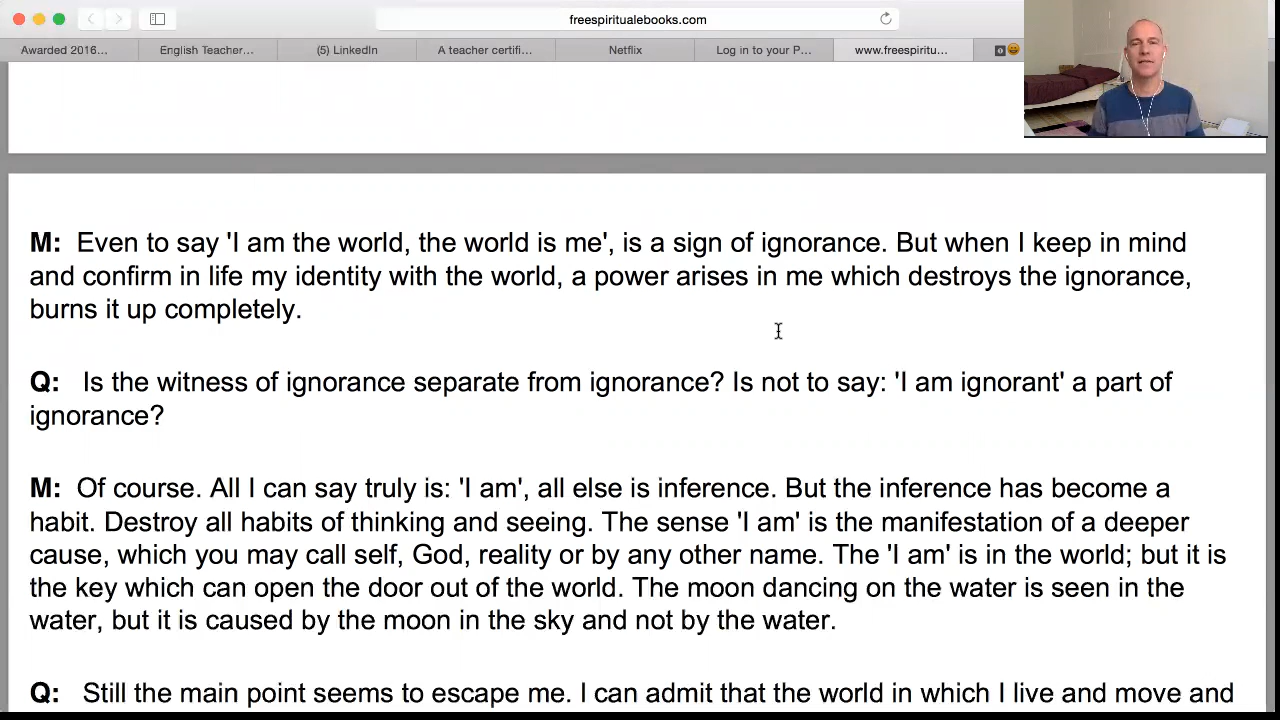 freespiritualebooks.com
Awarded 2016...
English Teacher...
(5) LinkedIn
A teacher certifi...
Netflix
Log in to your P...
www.freespiritu...
M: Even to say 'I am the world, the world is me', is a sign of ignorance. But when I keep in mind
and confirm in life my identity with the world, a power arises in me which destroys the ignorance,
burns it up completely.
Q: Is the witness of ignorance separate from ignorance? Is not to say: 'I am ignorant' a part of
ignorance?
M: Of course. All I can say truly is: 'I am', all else is inference. But the inference has become a
habit. Destroy all habits of thinking and seeing. The sense 'I am' is the manifestation of a deeper
cause, which you may call self, God, reality or by any other name. The 'I am' is in the world; but it is
the key which can open the door out of the world. The moon dancing on the water is seen in the
water, but it is caused by the moon in the sky and not by the water.
Q: Still the main point seems to escape me. I can admit that the world in which I live and move and